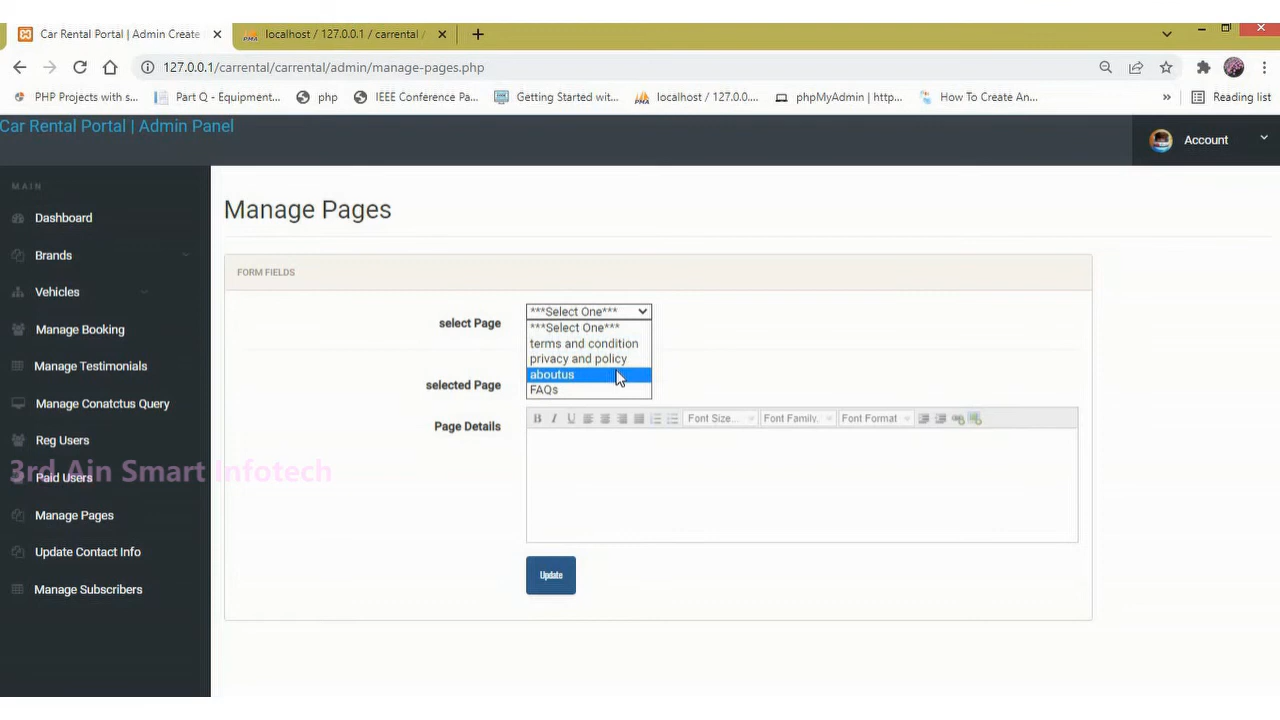 Car Rental Portal | Admin Create
localhost / 127.0.0.1 / carrental /
127.0.0.1/carrental/carrental/admin/manage-pages.php
PHP Projects with s...
Part Q - Equipment...
php
IEEE Conference Pa...
Getting Started wit...
localhost / 127.0.0....
phpMyAdmin | http...
How To Create An...
»
Reading list
Car Rental Portal | Admin Panel
Account
MAIN
Dashboard
Brands
Vehicles
Manage Booking
Manage Testimonials
Manage Conatctus Query
Reg Users
Paid Users
Manage Pages
Update Contact Info
Manage Subscribers
3rd Ain Smart Infotech
Manage Pages
FORM FIELDS
select Page
***Select One***
***Select One***
terms and condition
privacy and policy
aboutus
FAQs
selected Page
Page Details
B I U Font Size... Font Family. Font Format
Update